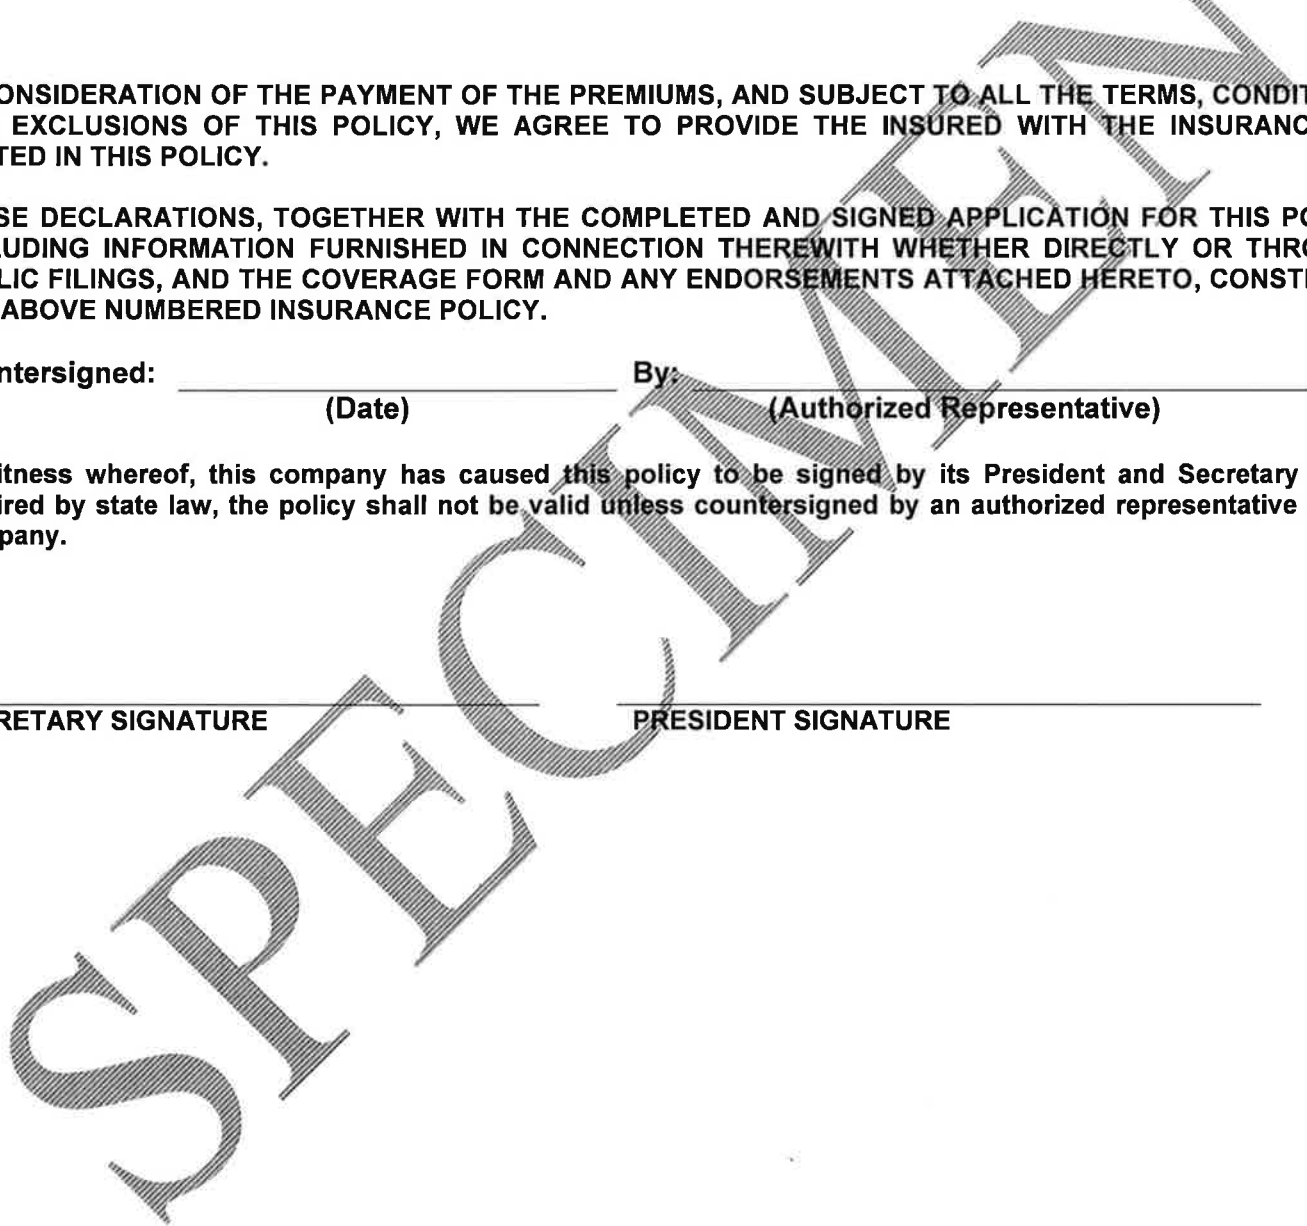 ONSIDERATION OF THE PAYMENT OF THE PREMIUMS, AND SUBJECT TO ALL THE TERMS, CONDIT
EXCLUSIONS OF THIS POLICY, WE AGREE TO PROVIDE THE INSURED WITH THE INSURANC
TED IN THIS POLICY.
SE DECLARATIONS, TOGETHER WITH THE COMPLETED AND SIGNED APPLICATION FOR THIS PO
LUDING INFORMATION FURNISHED IN CONNECTION THEREWITH WHETHER DIRECTLY OR THRO
LIC FILINGS, AND THE COVERAGE FORM AND ANY ENDORSEMENTS ATTACHED HERETO, CONSTI
ABOVE NUMBERED INSURANCE POLICY.
ntersigned: By:
(Date) (Authorized Representative)
itness whereof, this company has caused this policy to be signed by its President and Secretary
ired by state law, the policy shall not be valid unless countersigned by an authorized representative
pany.
RETARY SIGNATURE PRESIDENT SIGNATURE
SPECIMEN